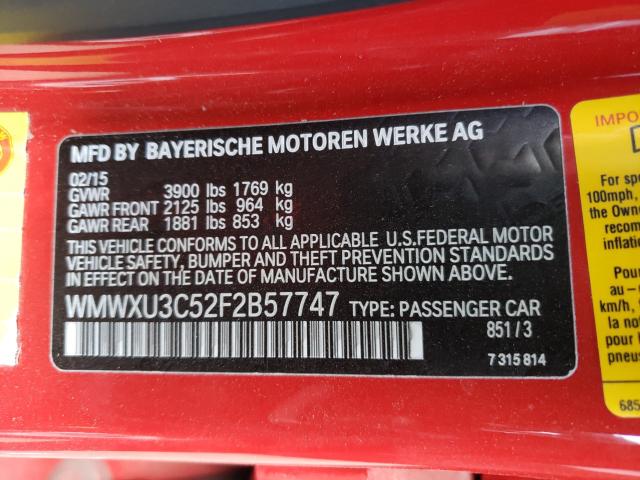 MFD BY BAYERISCHE MOTOREN WERKE AG
02/15
GVWR 3900 lbs 1769 kg
GAWR FRONT 2125 lbs 964 kg
GAWR REAR 1881 lbs 853 kg
THIS VEHICLE CONFORMS TO ALL APPLICABLE U.S.FEDERAL MOTOR
VEHICLE SAFETY, BUMPER AND THEFT PREVENTION STANDARDS
IN EFFECT ON THE DATE OF MANUFACTURE SHOWN ABOVE.
WMWXU3C52F2B57747 TYPE: PASSENGER CAR
851/3
7 315 814
For spe
100mph,
the Own
recom
inflati
Pour
au-
km/h
la not
pour
pneus
685